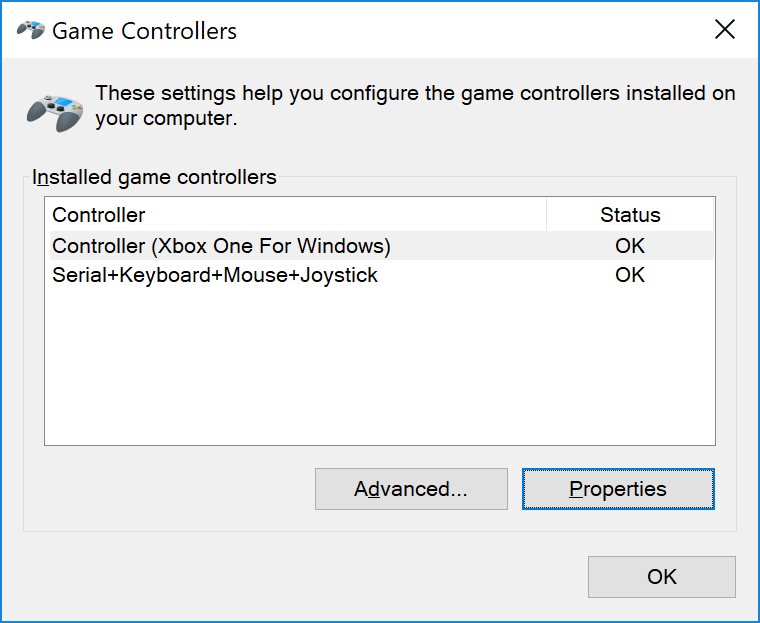 Game Controllers
These settings help you configure the game controllers installed on
your computer.
Installed game controllers
Controller Status
Controller (Xbox One For Windows) OK
Serial+Keyboard+Mouse+Joystick OK
Advanced... Properties
OK